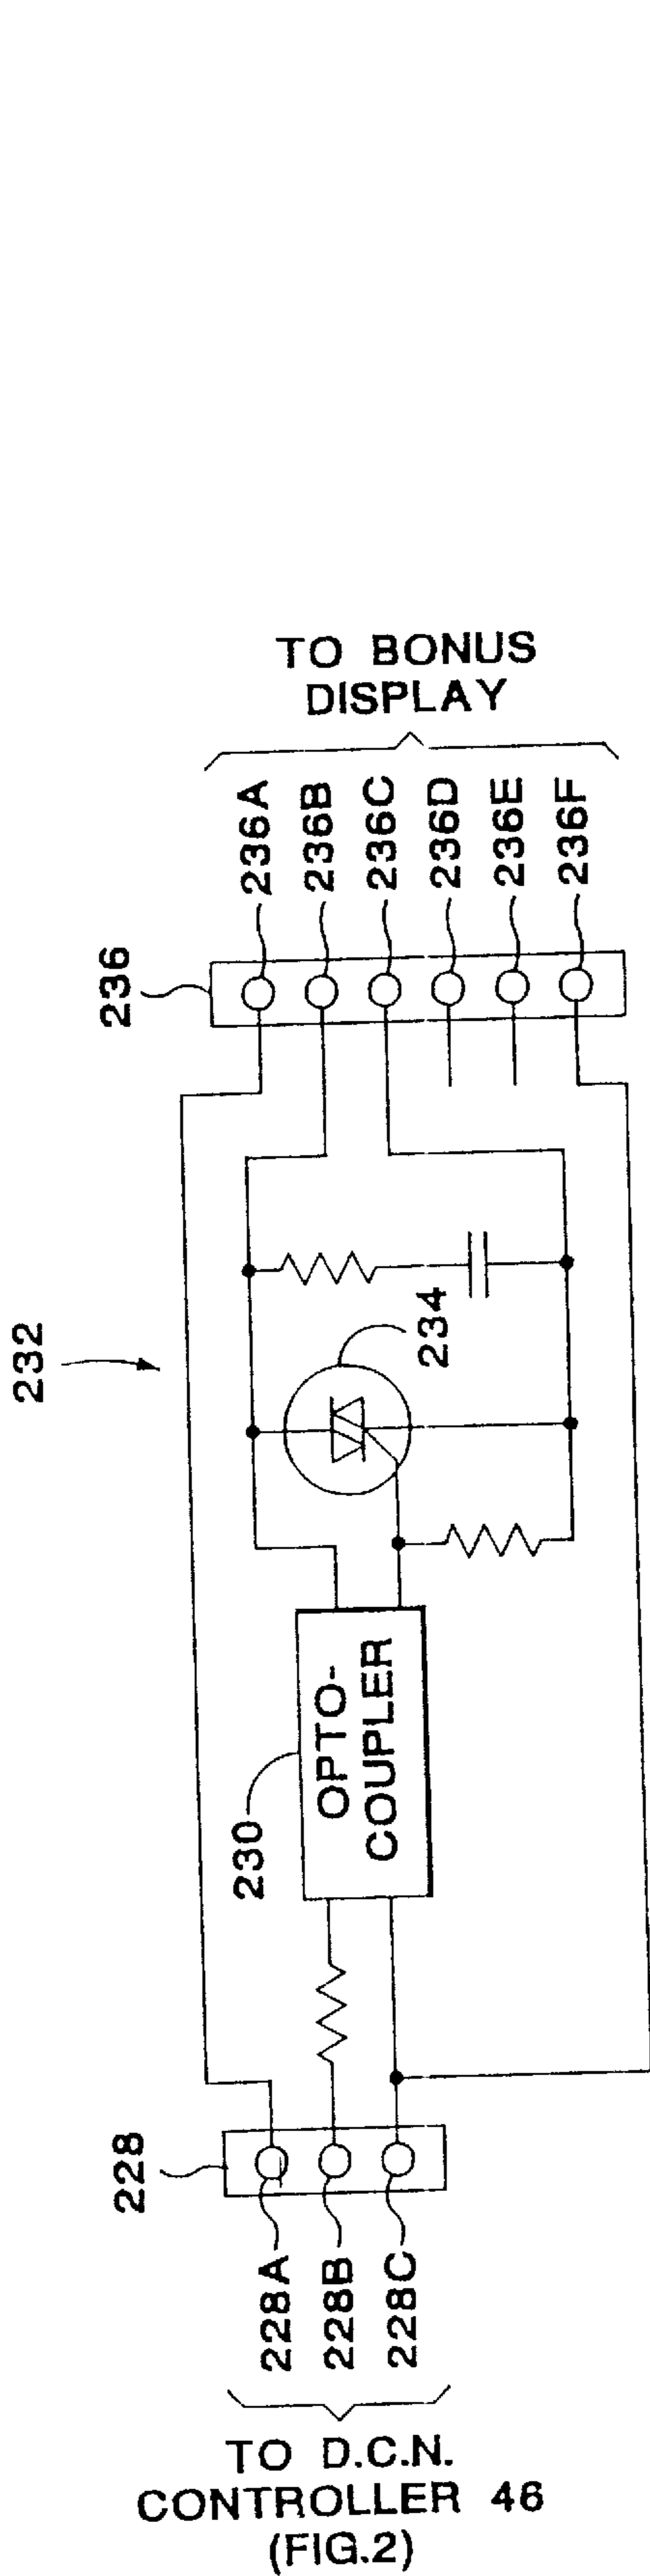 TO BONUS
DISPLAY
236
236A
236B
236C
236D
236E
236F
232
234
230
OPTO-
COUPLER
228
228A
228B
228C
TO D.C.N.
CONTROLLER 46
(FIG.2)